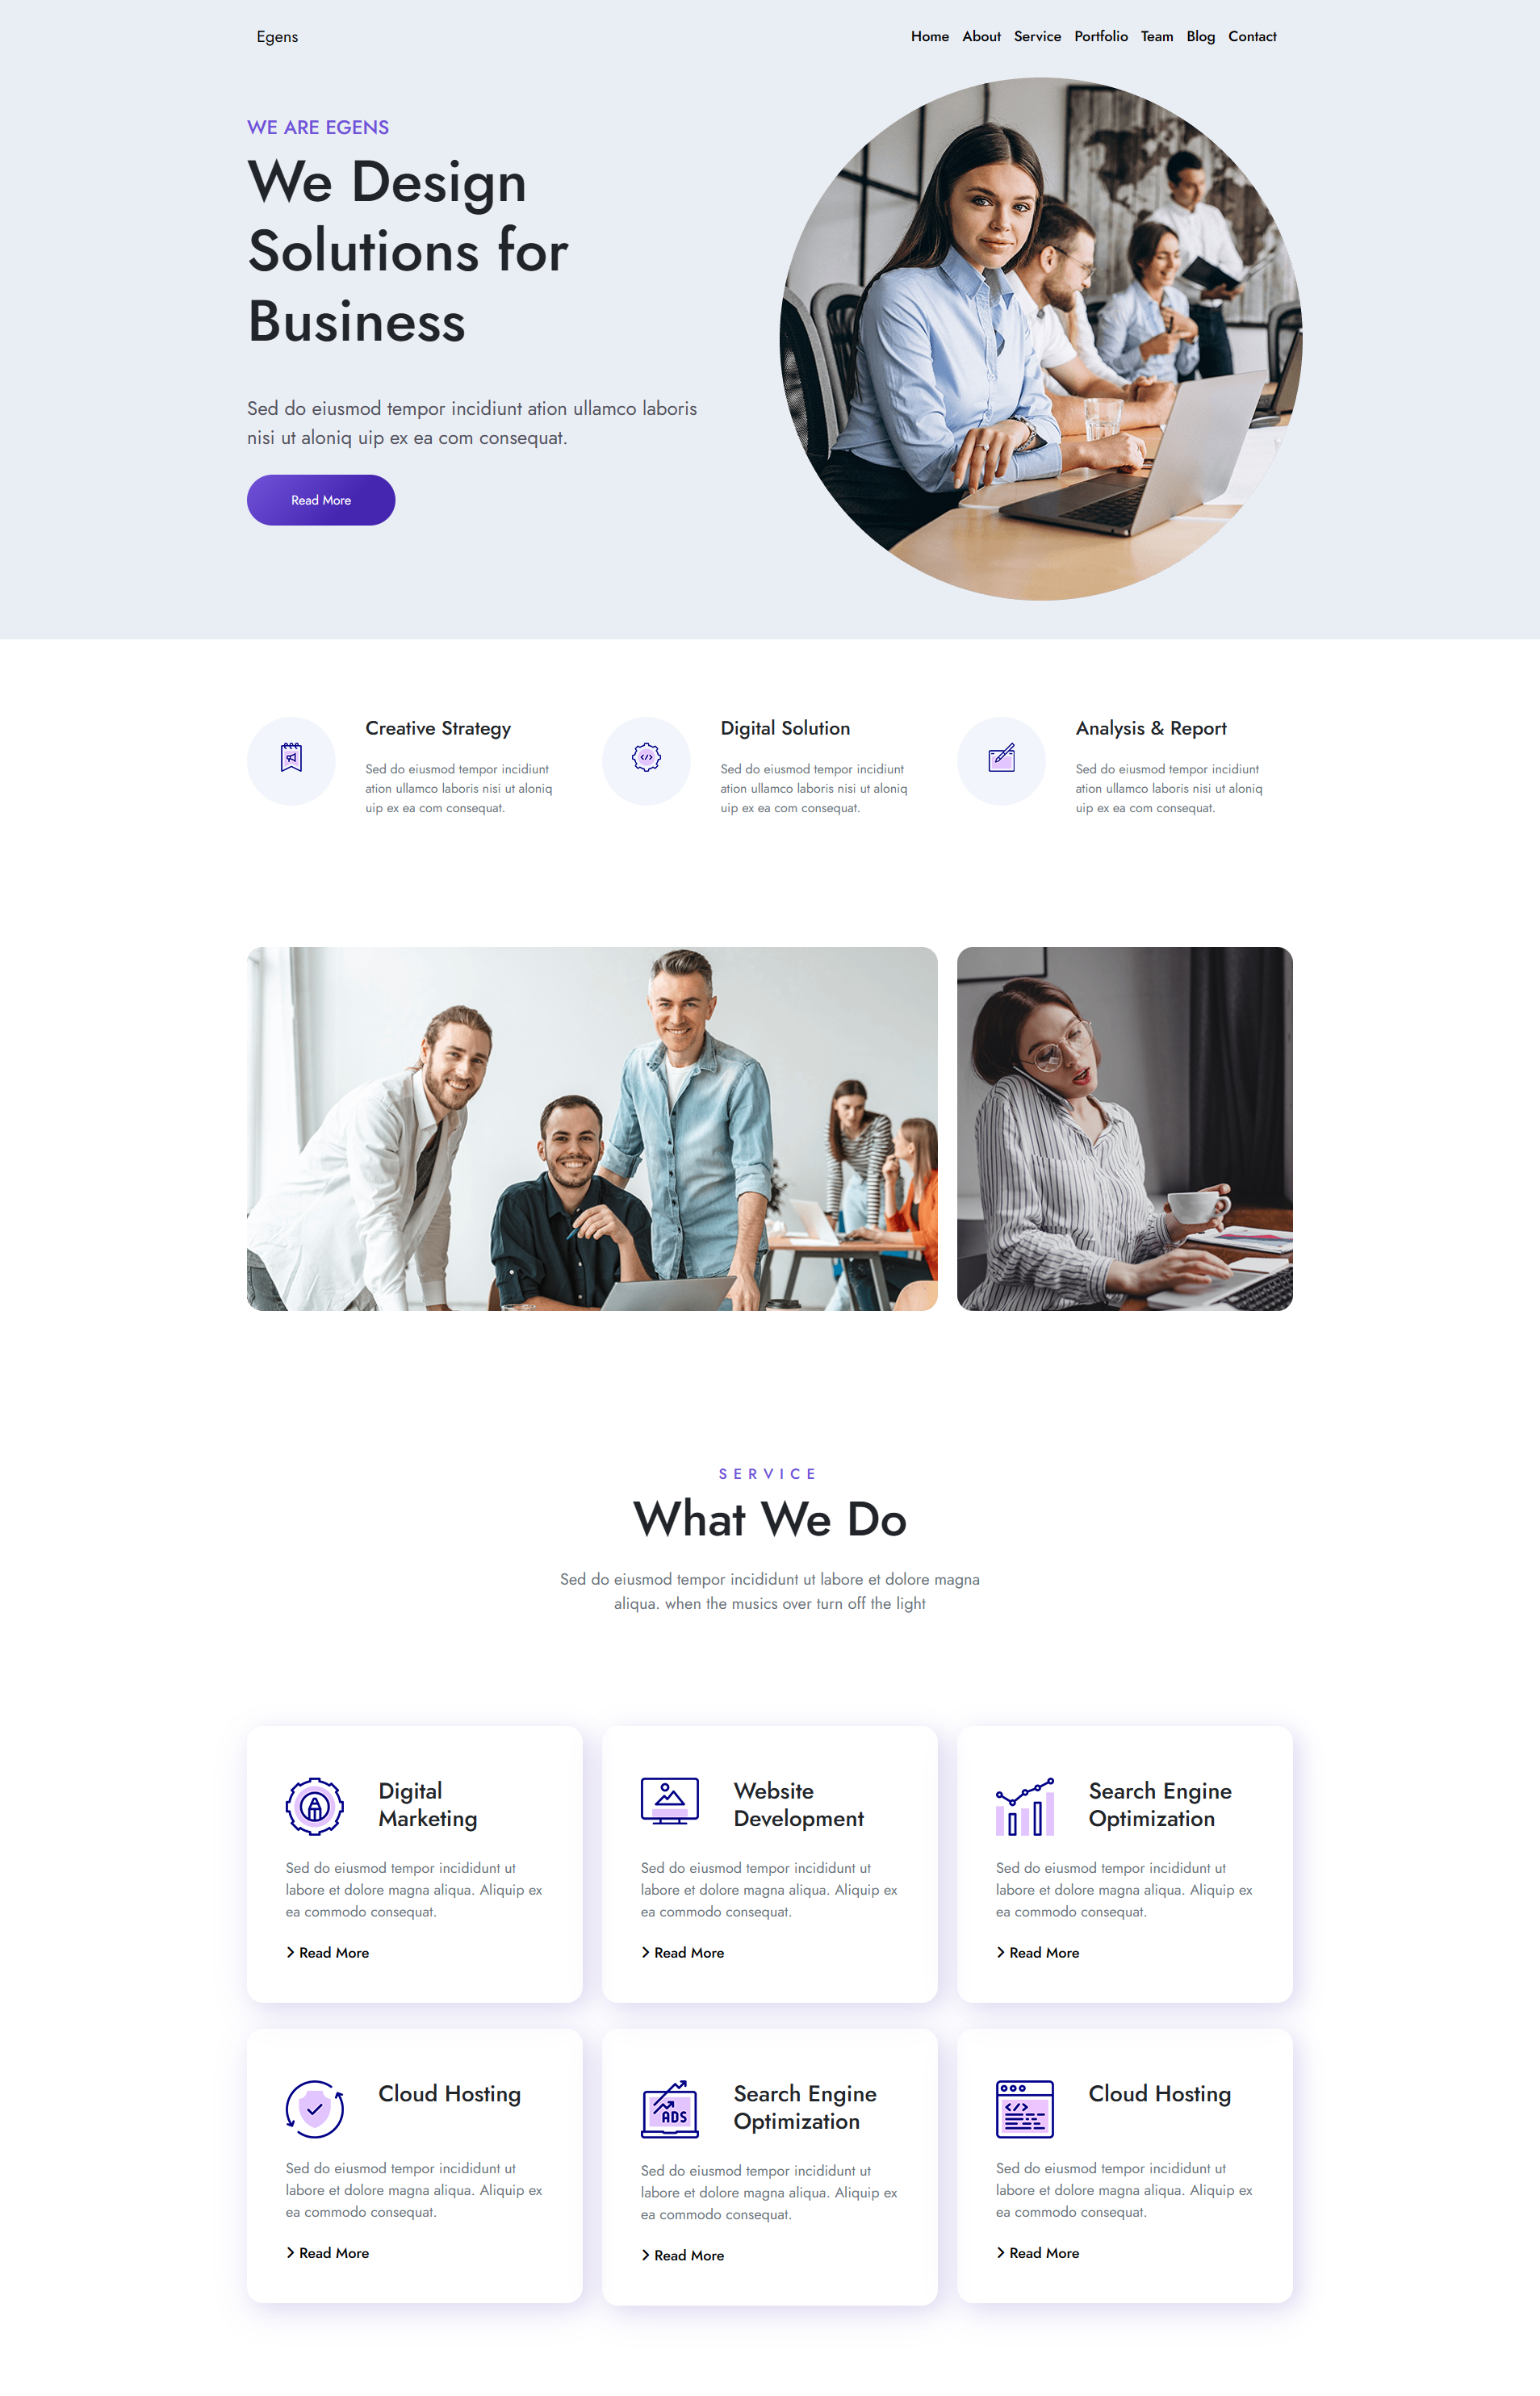 Egens
Home About Service Portfolio Team Blog Contact
WE ARE EGENS
We Design
Solutions for
Business
Sed do eiusmod tempor incidiunt ation ullamco laboris
nisi ut aloniq uip ex ea com consequat.
Read More
Creative Strategy
Sed do eiusmod tempor incidiunt
ation ullamco laboris nisi ut aloniq
uip ex ea com consequat.
Digital Solution
Sed do eiusmod tempor incidiunt
ation ullamco laboris nisi ut aloniq
uip ex ea com consequat.
Analysis & Report
Sed do eiusmod tempor incidiunt
ation ullamco laboris nisi ut aloniq
uip ex ea com consequat.
SERVICE
What We Do
Sed do eiusmod tempor incididunt ut labore et dolore magna
aliqua. when the musics over turn off the light
Digital
Marketing
Sed do eiusmod tempor incididunt ut
labore et dolore magna aliqua. Aliquip ex
ea commodo consequat.
Read More
Website
Development
Sed do eiusmod tempor incididunt ut
labore et dolore magna aliqua. Aliquip ex
ea commodo consequat.
Read More
Search Engine
Optimization
Sed do eiusmod tempor incididunt ut
labore et dolore magna aliqua. Aliquip ex
ea commodo consequat.
Read More
Cloud Hosting
Sed do eiusmod tempor incididunt ut
labore et dolore magna aliqua. Aliquip ex
ea commodo consequat.
Read More
ADS
Search Engine
Optimization
Sed do eiusmod tempor incididunt ut
labore et dolore magna aliqua. Aliquip ex
ea commodo consequat.
Read More
Cloud Hosting
Sed do eiusmod tempor incididunt ut
labore et dolore magna aliqua. Aliquip ex
ea commodo consequat.
Read More